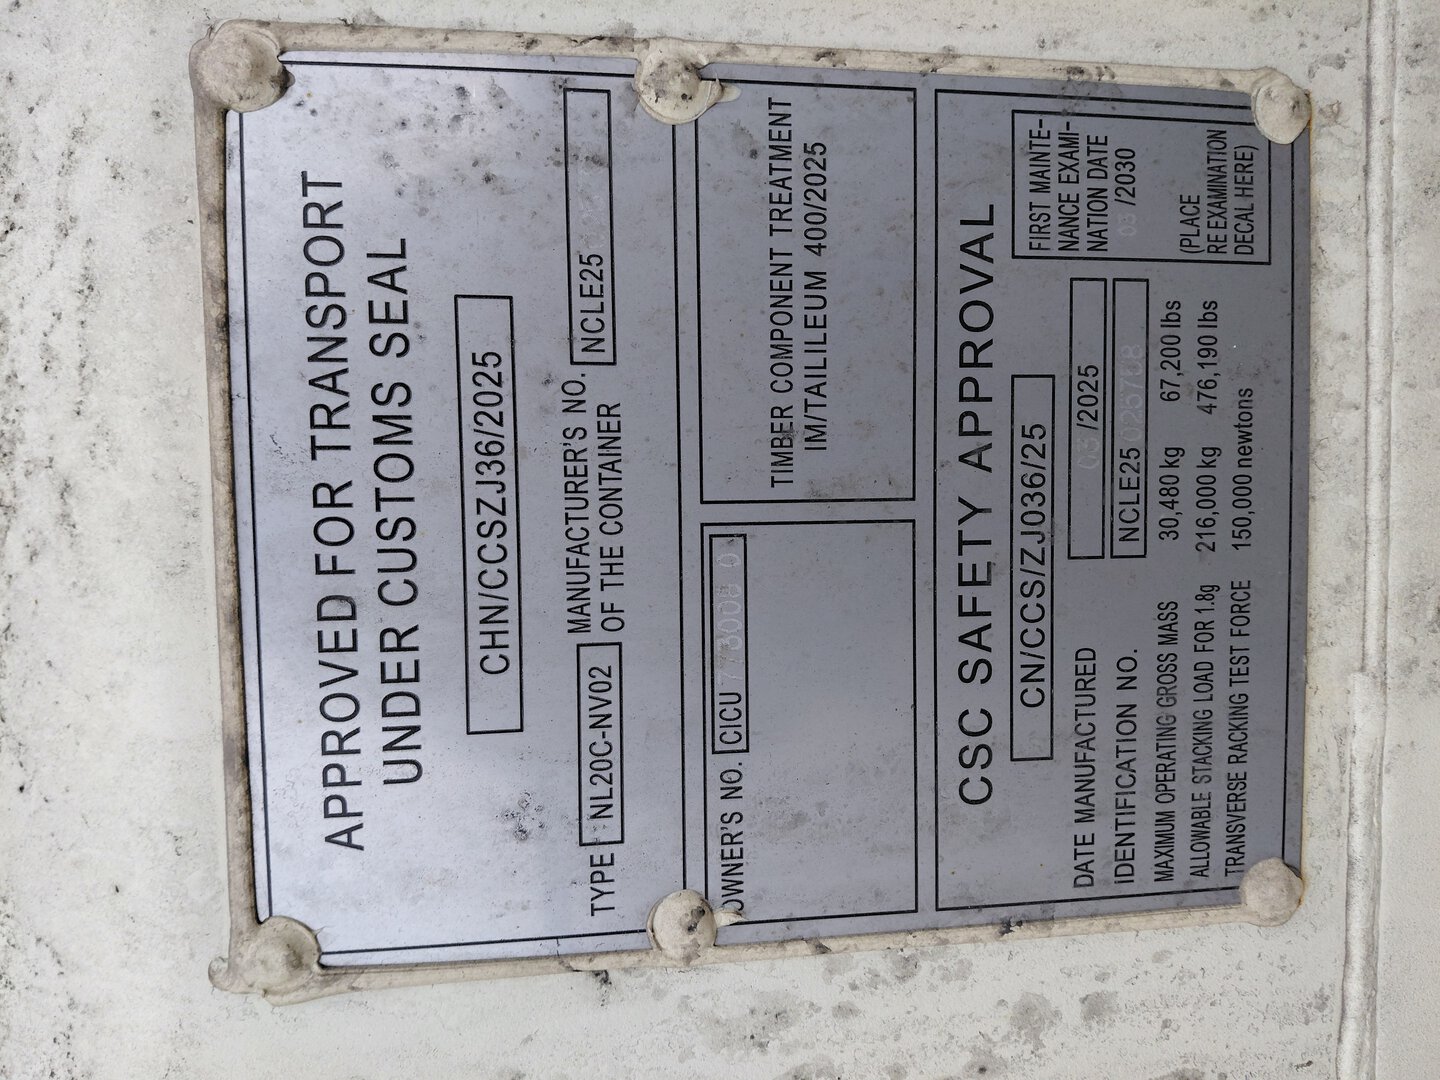 APPROVED FOR TRANSPORT
UNDER CUSTOMS SEAL
CHN/CCSZJ36/2025
TYPE NL20C-NV02 MANUFACTURER'S NO. NCLE25
OF THE CONTAINER
OWNER'S NO. CICU
TIMBER COMPONENT TREATMENT
IM/TAILILEUM 400/2025
CSC SAFETY APPROVAL
CN/CCS/ZJ036/25
DATE MANUFACTURED 03 /2025
IDENTIFICATION NO. NCLE25
MAXIMUM OPERATING GROSS MASS 30,480 kg 67,200 lbs
ALLOWABLE STACKING LOAD FOR 1.8g 216,000 kg 476,190 lbs
TRANSVERSE RACKING TEST FORCE 150,000 newtons
FIRST MAINTE-
NANCE EXAMI-
NATION DATE
03 /2030
(PLACE
REEXAMINATION
DECAL HERE)